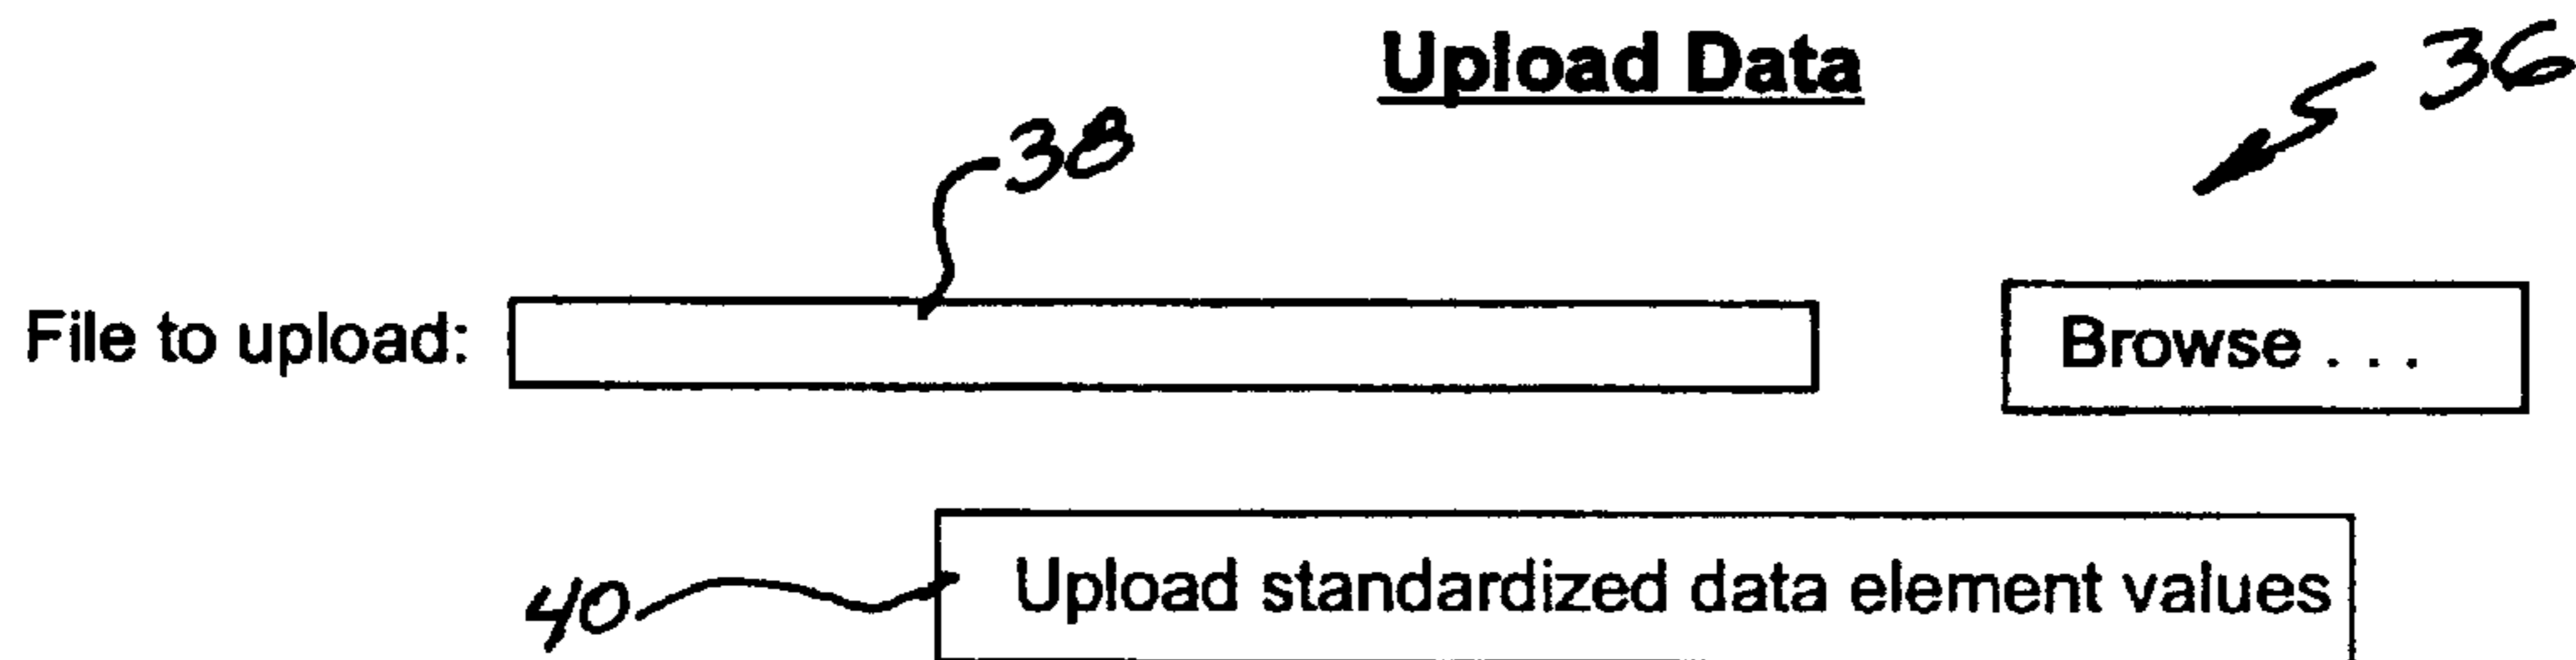 Upload Data
36
38
File to upload:
Browse . . .
40
Upload standardized data element values